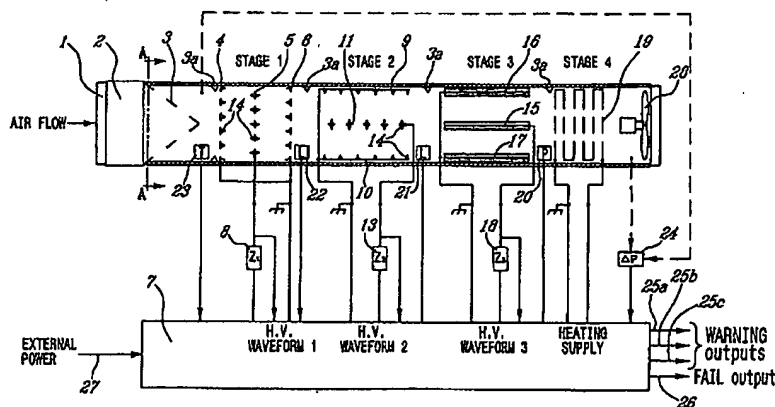 1
2
A
3
3a
4
STAGE 1
5
6
3a
11
STAGE 2
9
3a
16
STAGE 3
3a
STAGE 4
19
20
AIR FLOW
14
14
14
15
17
T
23
A
22
10
21
P
20
8
Z₁
13
Z₂
18
Z₃
24
ΔP
7
H.V. WAVEFORM 1
H.V. WAVEFORM 2
H.V. WAVEFORM 3
HEATING SUPPLY
25a
25b
25c
WARNING outputs
FAIL output
26
EXTERNAL POWER
27